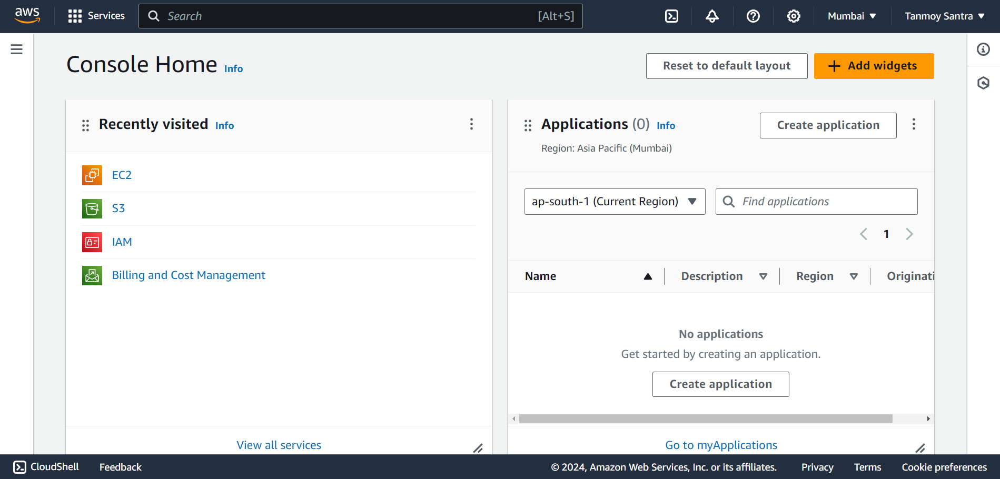 aws Services Search [Alt+S] Mumbai Tanmoy Santra
Console Home Info
Reset to default layout
Add widgets
Recently visited Info
EC2
S3
IAM
Billing and Cost Management
View all services
Applications (0) Info
Create application
Region: Asia Pacific (Mumbai)
ap-south-1 (Current Region)
Find applications
1
Name Description Region Originati
No applications
Get started by creating an application.
Create application
Go to myApplications
CloudShell Feedback © 2024, Amazon Web Services, Inc. or its affiliates. Privacy Terms Cookie preferences